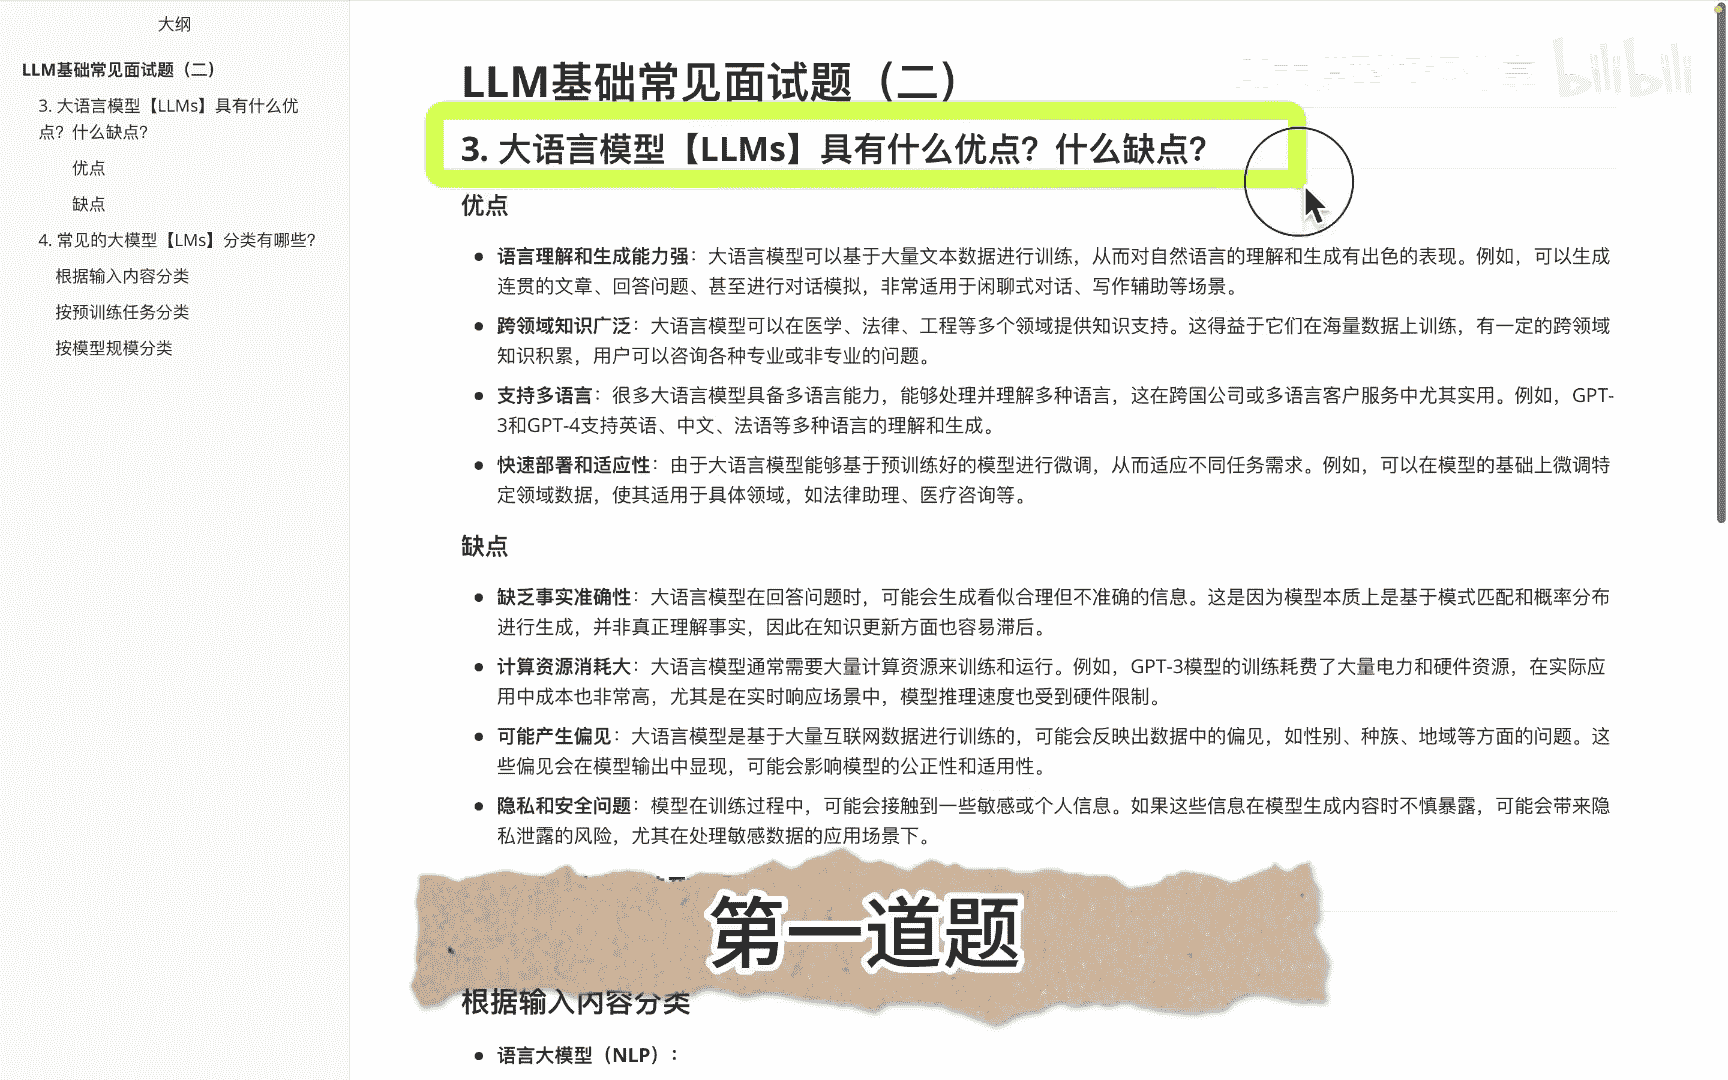 大纲
LLM基础常见面试题（二）
3. 大语言模型【LLMs】具有什么优
点？什么缺点？
优点
缺点
4. 常见的大模型【LMs】分类有哪些？
根据输入内容分类
按预训练任务分类
按模型规模分类
bilibili
LLM基础常见面试题（二）
3. 大语言模型【LLMs】具有什么优点？什么缺点？
优点
语言理解和生成能力强：大语言模型可以基于大量文本数据进行训练，从而对自然语言的理解和生成有出色的表现。例如，可以生成
连贯的文章、回答问题、甚至进行对话模拟，非常适用于闲聊式对话、写作辅助等场景。
跨领域知识广泛：大语言模型可以在医学、法律、工程等多个领域提供知识支持。这得益于它们在海量数据上训练，有一定的跨领域
知识积累，用户可以咨询各种专业或非专业的问题。
支持多语言：很多大语言模型具备多语言能力，能够处理并理解多种语言，这在跨国公司或多语言客户服务中尤其实用。例如，GPT-
3和GPT-4支持英语、中文、法语等多种语言的理解和生成。
快速部署和适应性：由于大语言模型能够基于预训练好的模型进行微调，从而适应不同任务需求。例如，可以在模型的基础上微调特
定领域数据，使其适用于具体领域，如法律助理、医疗咨询等。
缺点
缺乏事实准确性：大语言模型在回答问题时，可能会生成看似合理但不准确的信息。这是因为模型本质上是基于模式匹配和概率分布
进行生成，并非真正理解事实，因此在知识更新方面也容易滞后。
计算资源消耗大：大语言模型通常需要大量计算资源来训练和运行。例如，GPT-3模型的训练耗费了大量电力和硬件资源，在实际应
用中成本也非常高，尤其是在实时响应场景中，模型推理速度也受到硬件限制。
可能产生偏见：大语言模型是基于大量互联网数据进行训练的，可能会反映出数据中的偏见，如性别、种族、地域等方面的问题。这
些偏见会在模型输出中显现，可能会影响模型的公正性和适用性。
隐私和安全问题：模型在训练过程中，可能会接触到一些敏感或个人信息。如果这些信息在模型生成内容时不慎暴露，可能会带来隐
私泄露的风险，尤其在处理敏感数据的应用场景下。
第一道题
根据输入内容分类
语言大模型（NLP）：